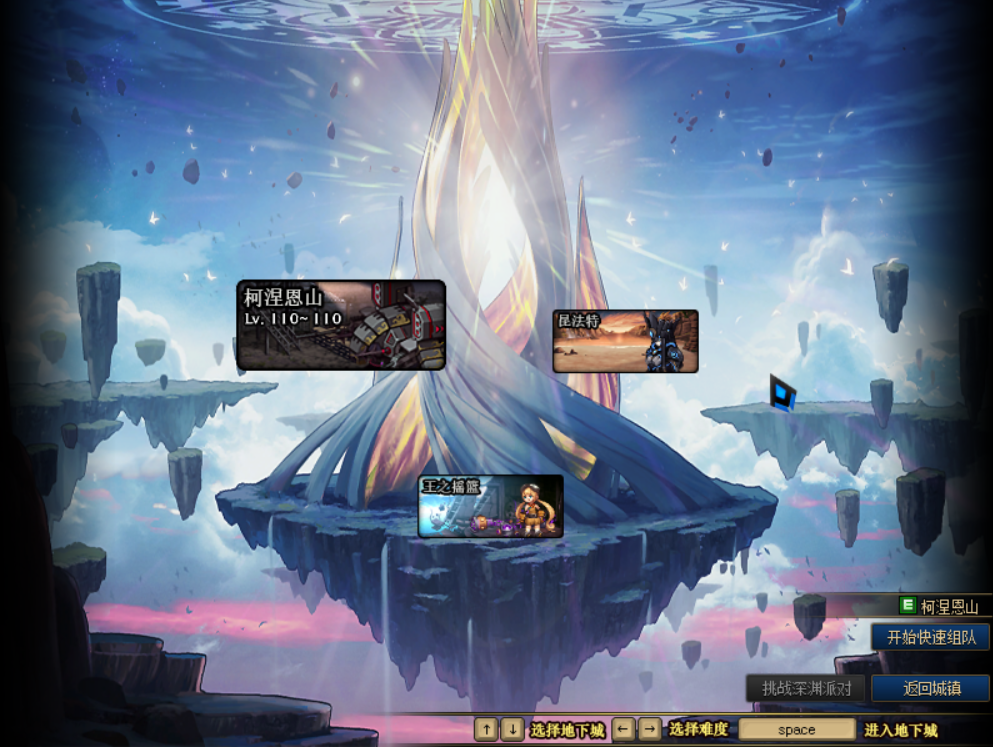 柯涅恩山
Lv. 110~110
昆法特
王之摇篮
E 柯涅恩山
开始快速组队
挑战深渊派对
返回城镇
↑ ↓ 选择地下城 ← → 选择难度 space 进入地下城